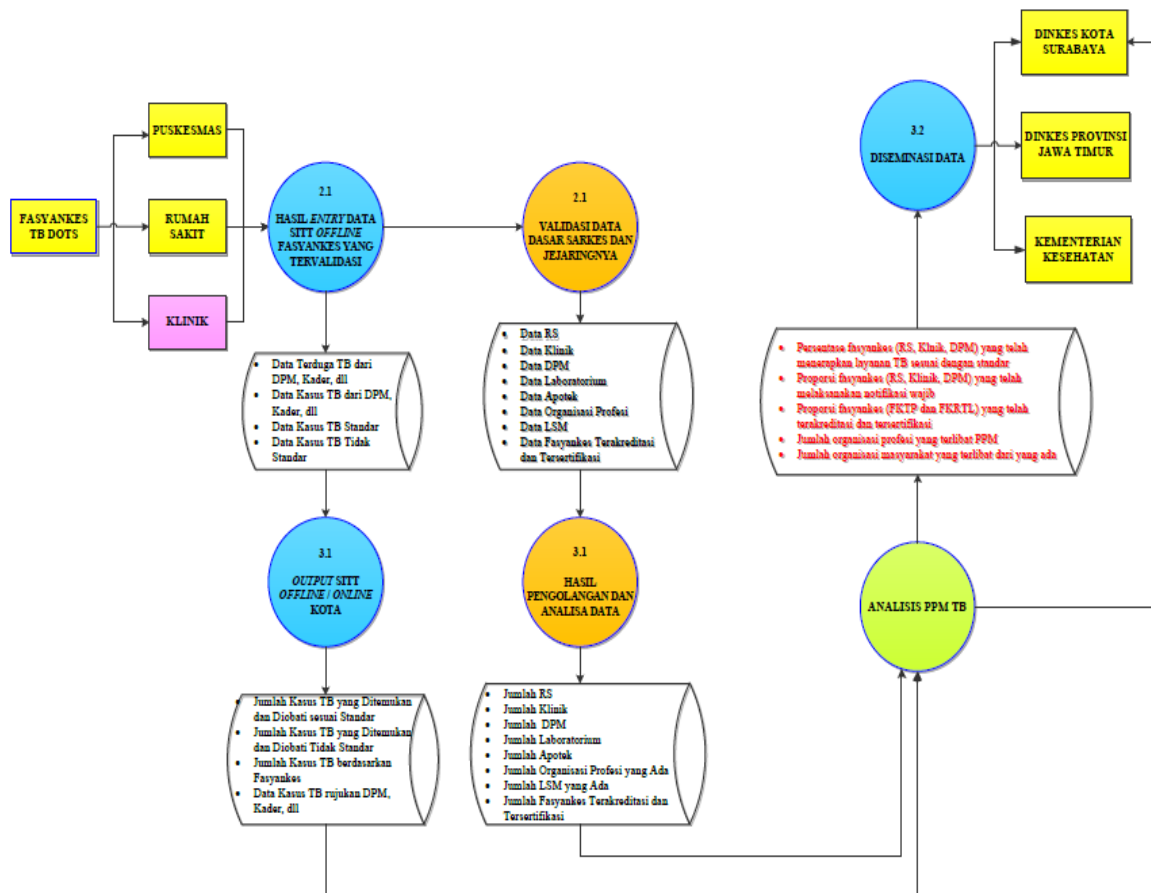 FASYANKES
TB DOTS
PUSKESMAS
RUMAH
SAKIT
KLINIK
2.1
HASIL ENTRY DATA
SITT OFFLINE
FASYANKES YANG
TERVALIDASI
• Data Terduga TB dari
DPM, Kader, dll
• Data Kasus TB dari DPM,
Kader, dll
• Data Kasus TB Standar
• Data Kasus TB Tidak
Standar
3.1
OUTPUT SITT
OFFLINE / ONLINE
KOTA
• Jumlah Kasus TB yang Ditemukan
dan Diobati sesuai Standar
• Jumlah Kasus TB yang Ditemukan
dan Diobati Tidak Standar
• Jumlah Kasus TB berdasarkan
Fasyankes
• Data Kasus TB rujukan DPM,
Kader, dll
2.1
VALIDASI DATA
DASAR SARKES DAN
JEJARINGNYA
• Data RS
• Data Klinik
• Data DPM
• Data Laboratorium
• Data Apotek
• Data Organisasi Profesi
• Data LSM
• Data Fasyankes Terakreditasi
dan Tersertifikasi
3.1
HASIL
PENGOLANGAN DAN
ANALISA DATA
• Jumlah RS
• Jumlah Klinik
• Jumlah DPM
• Jumlah Laboratorium
• Jumlah Apotek
• Jumlah Organisasi Profesi yang Ada
• Jumlah LSM yang Ada
• Jumlah Fasyankes Terakreditasi dan
Tersertifikasi
ANALISIS PPM TB
• Persentase fasyankes (RS, Klinik, DPM) yang telah
menerapkan layanan TB sesuai dengan standar
• Proporsi fasyankes (RS, Klinik, DPM) yang telah
melaksanakan notifikasi wajib
• Proporsi fasyankes (FKTP dan FKRTL) yang telah
terakreditasi dan tersertifikasi
• Jumlah organisasi profesi yang terlibat PPM
• Jumlah organisasi masyarakat yang terlibat dari yang ada
3.2
DISEMINASI DATA
DINKES KOTA
SURABAYA
DINKES PROVINSI
JAWA TIMUR
KEMENTERIAN
KESEHATAN